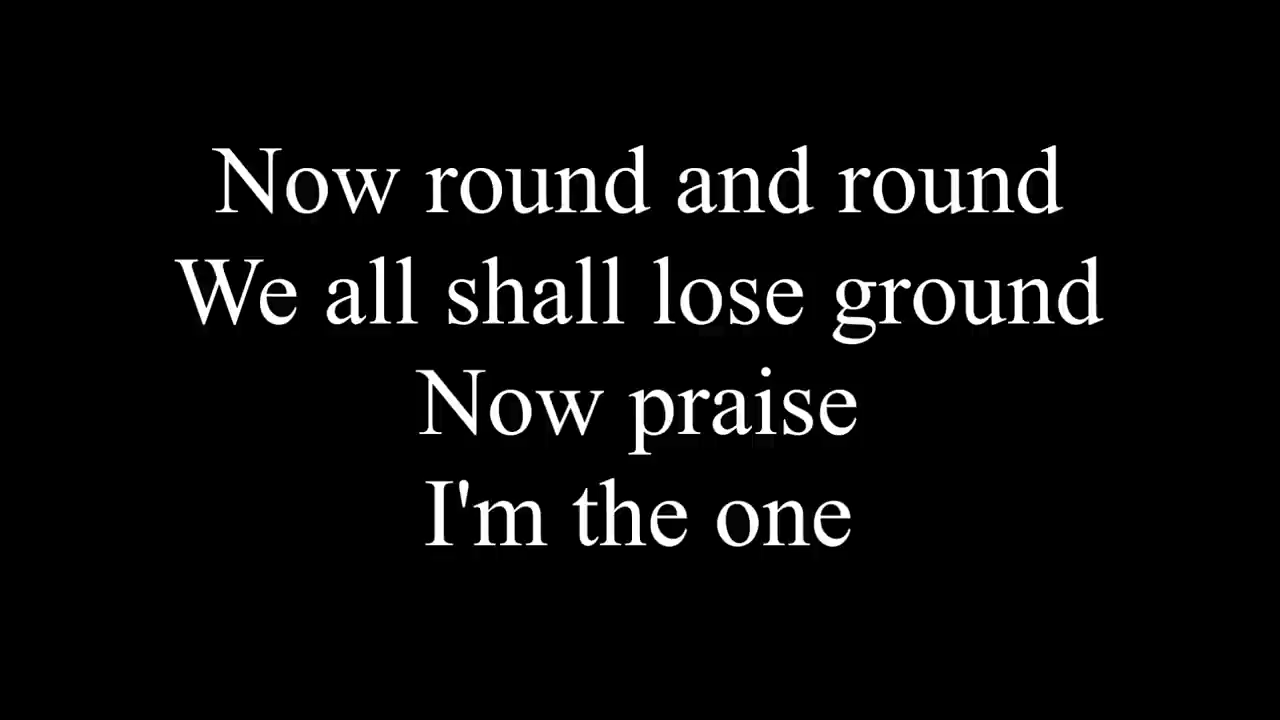 Now round and round
We all shall lose ground
Now praise
I'm the one